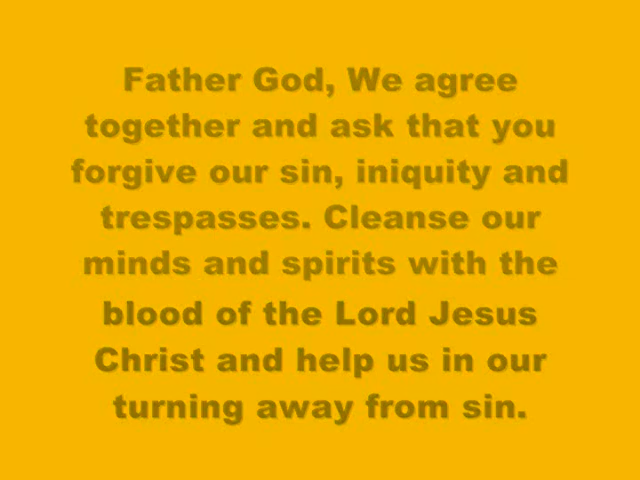 Father God, We agree
together and ask that you
forgive our sin, iniquity and
trespasses. Cleanse our
minds and spirits with the
blood of the Lord Jesus
Christ and help us in our
turning away from sin.